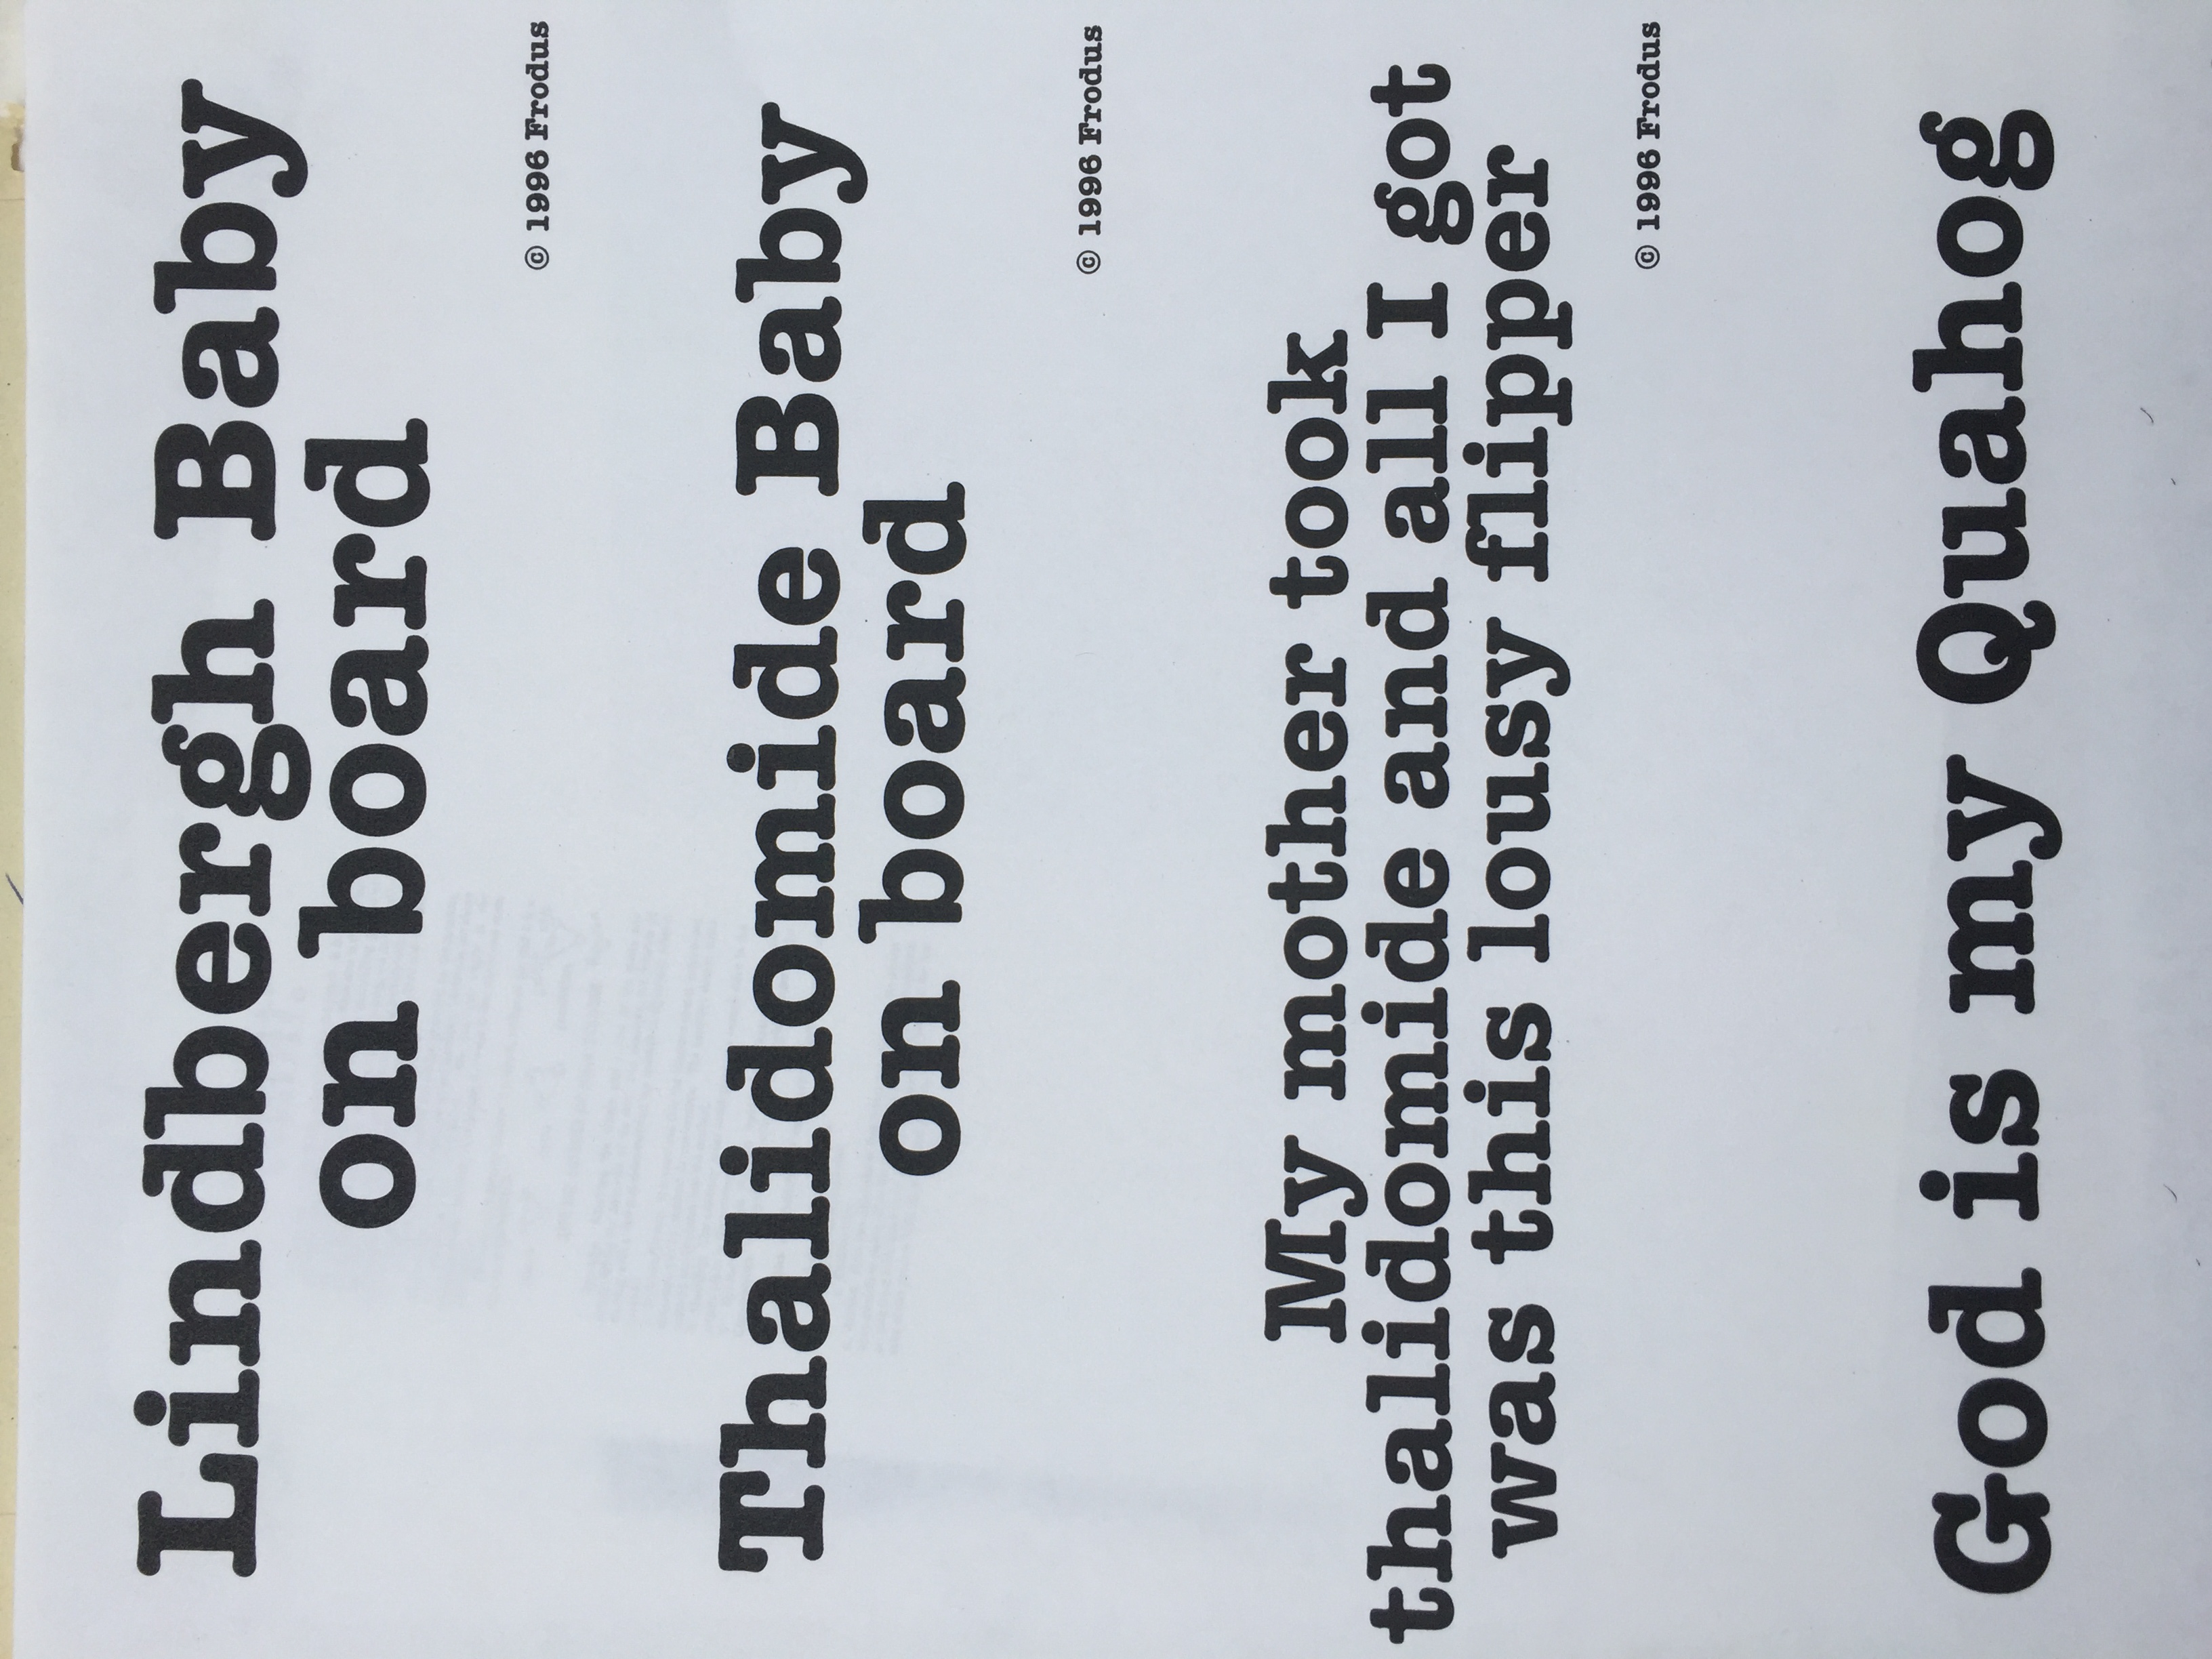 Lindbergh Baby
on board
© 1996 Frodus
Thalidomide Baby
on board
© 1996 Frodus
My mother took
thalidomide and all I got
was this lousy flipper
© 1996 Frodus
God is my Quahog